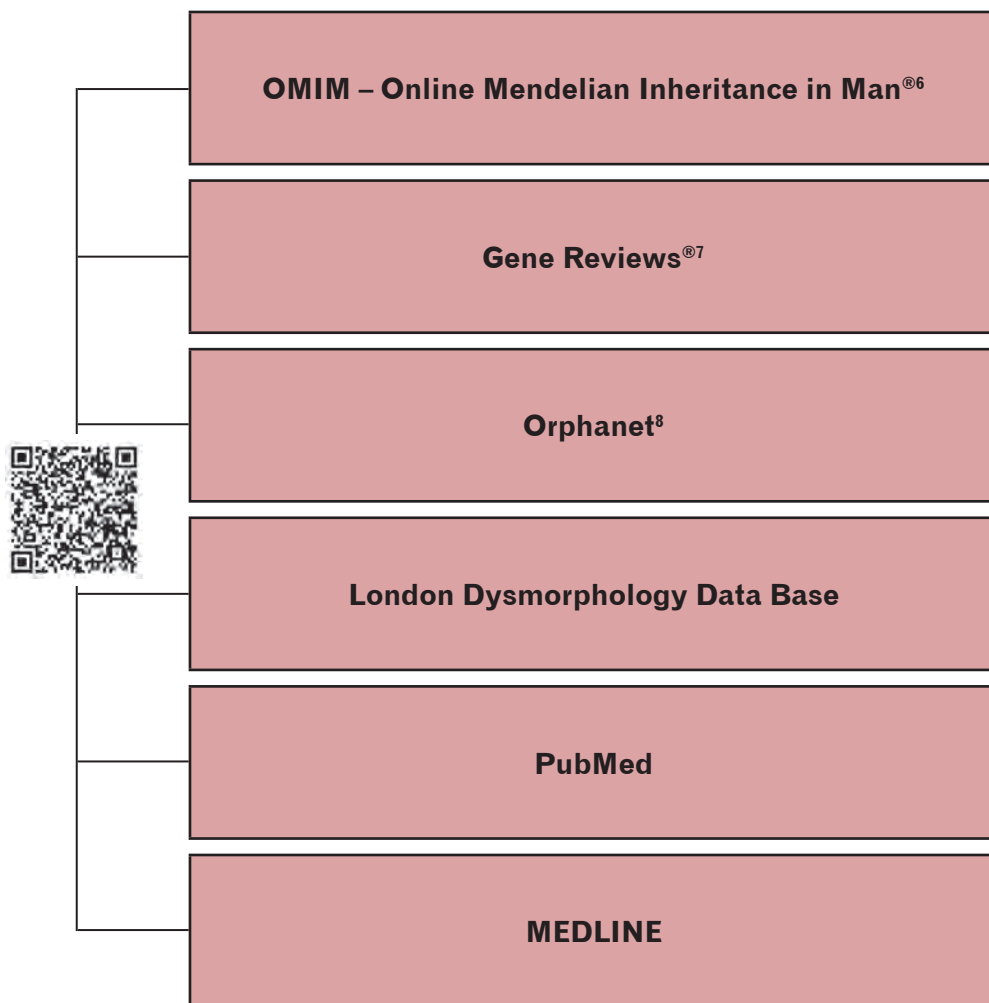 OMIM – Online Mendelian Inheritance in Man®⁶
Gene Reviews®⁷
Orphanet⁸
London Dysmorphology Data Base
PubMed
MEDLINE